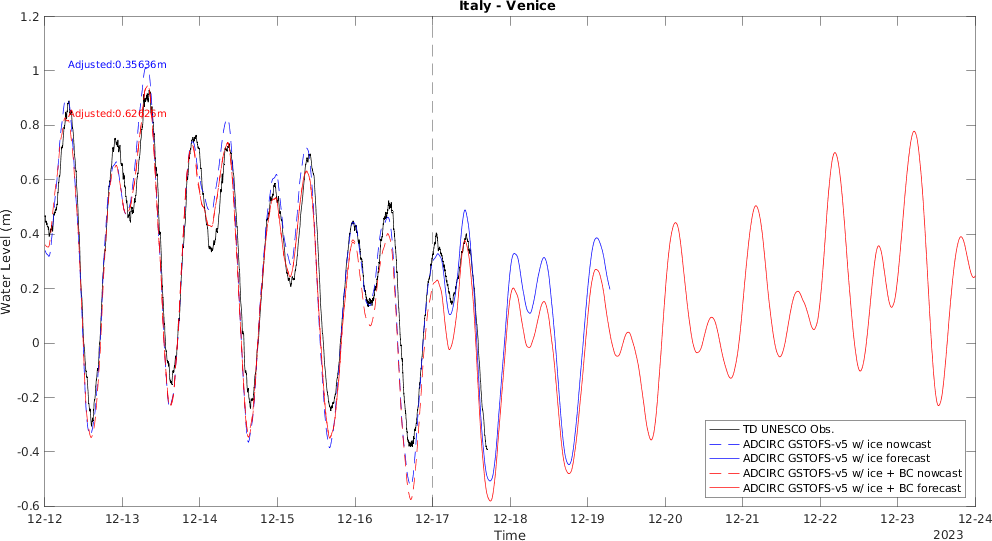 Italy - Venice
1.2
1
0.8
0.6
0.4
0.2
0
-0.2
-0.4
-0.6
Water Level (m)
Adjusted:0.35636m
Adjusted:0.62626m
TD UNESCO Obs.
ADCIRC GSTOFS-v5 w/ ice nowcast
ADCIRC GSTOFS-v5 w/ ice forecast
ADCIRC GSTOFS-v5 w/ ice + BC nowcast
ADCIRC GSTOFS-v5 w/ ice + BC forecast
12-12 12-13 12-14 12-15 12-16 12-17 12-18 12-19 12-20 12-21 12-22 12-23 12-24
Time
2023